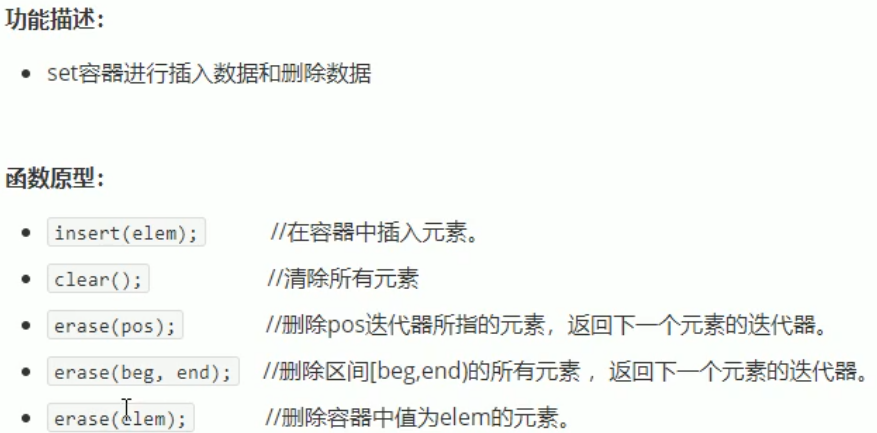 功能描述：
set容器进行插入数据和删除数据
函数原型：
insert(elem); //在容器中插入元素。
clear(); //清除所有元素
erase(pos); //删除pos迭代器所指的元素，返回下一个元素的迭代器。
erase(beg, end); //删除区间[beg,end)的所有元素 ，返回下一个元素的迭代器。
erase(elem); //删除容器中值为elem的元素。